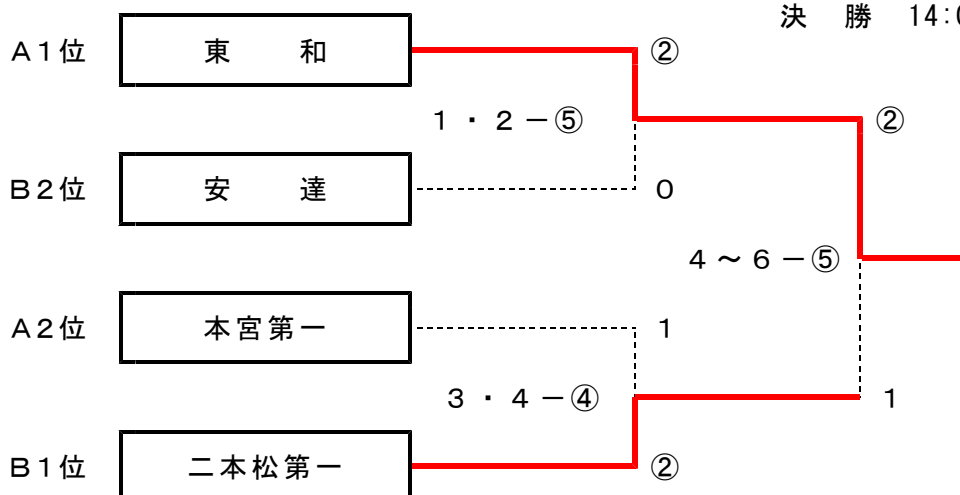 決 勝 14:0
A1位 東 和 ②
1・2-⑤ ②
B2位 安 達 0
4~6-⑤
A2位 本宮第一 1
3・4-④ 1
B1位 二本松第一 ②